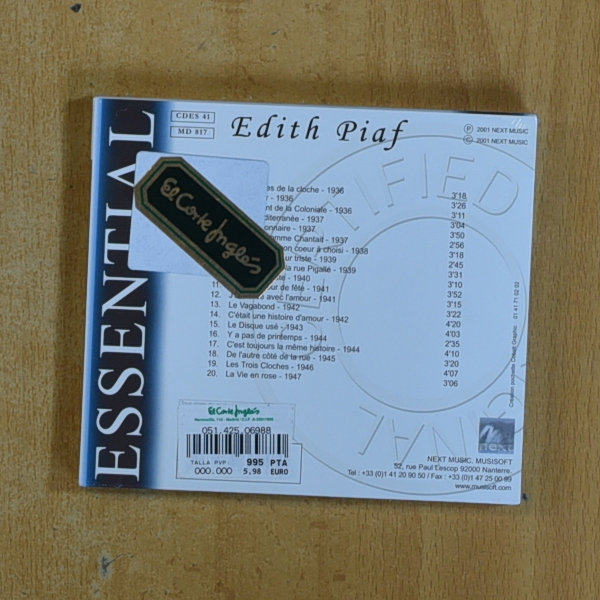 ESSENTIAL
CDES 41
MD 817
Edith Piaf
P 2001 NEXT MUSIC
C 2001 NEXT MUSIC
El Corte Inglés
es de la cloche - 1936 3'18
r - 1936 3'26
nt de la Coloniale - 1936 3'11
diterranée - 1937 3'04
onnaire - 1937 3'50
mme Chantait - 1937 2'56
on coeur à choisi - 1938 3'18
ur triste - 1939 2'45
la rue Pigalle - 1939 3'31
te - 1940 3'10
11. our de fête - 1941 3'52
12. avec l'amour - 1941 3'15
13. Le Vagabond - 1942 3'22
14. C'était une histoire d'amour - 1942 4'20
15. Le Disque usé - 1943 4'03
16. Y a pas de printemps - 1944 2'35
17. C'est toujours la même histoire - 1944 4'10
18. De l'autre côté de la rue - 1945 3'20
19. Les Trois Cloches - 1946 4'07
20. La Vie en rose - 1947 3'06
El Corte Inglés
051.425.06988
TALLA PVP: 995 PTA
000.000 5,98 EURO
NEXT
NEXT MUSIC, MUSISOFT
52, rue Paul Lescop 92000 Nanterre.
Tel : +33 (0)1 41 20 90 50 / Fax : +33 (0)1 47 25 00 99
www.musisoft.com